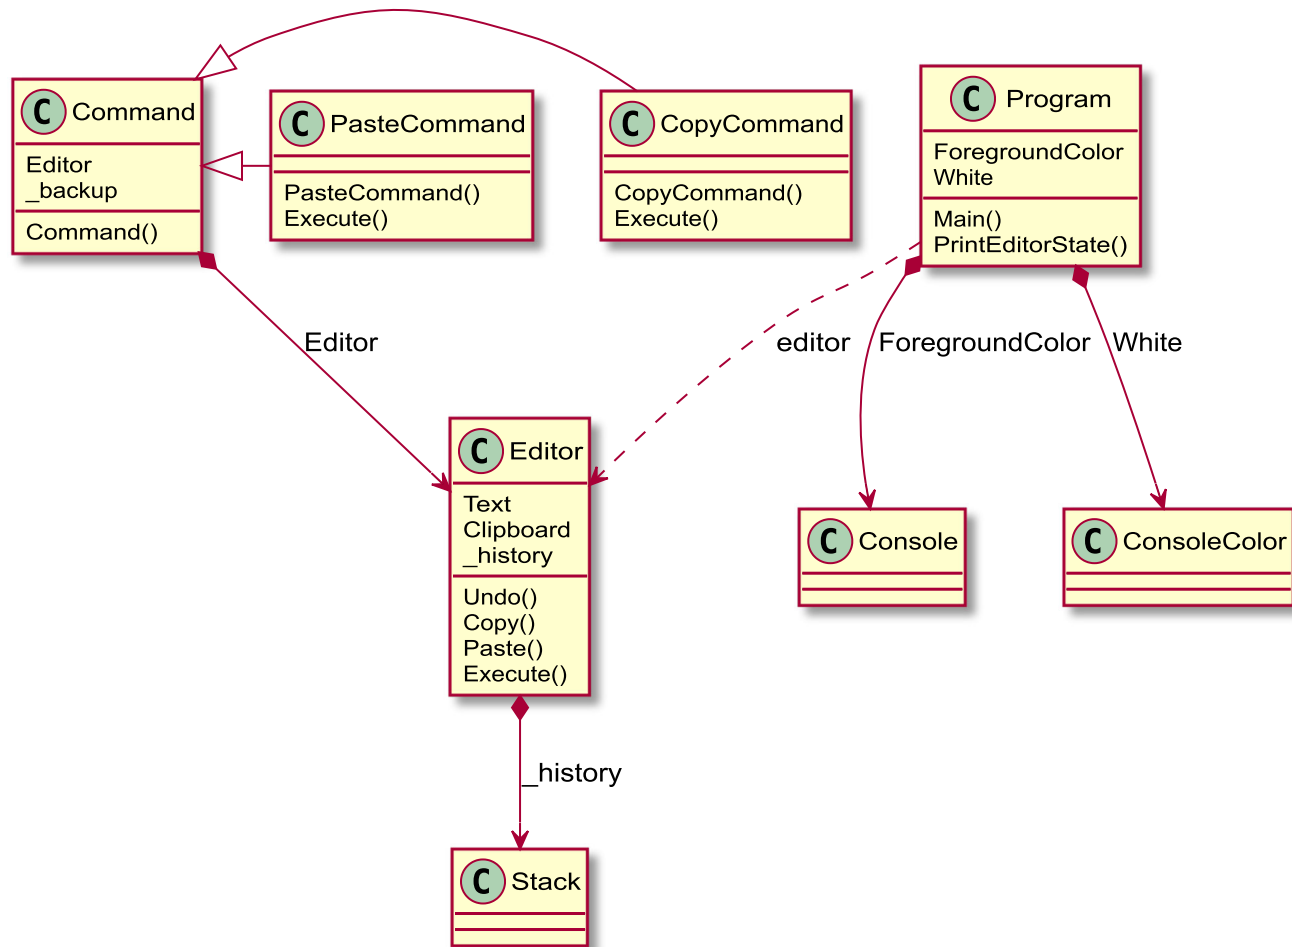 C Command
Editor
_backup
Command()
C PasteCommand
PasteCommand()
Execute()
C CopyCommand
CopyCommand()
Execute()
C Program
ForegroundColor
White
Main()
PrintEditorState()
Editor
editor
ForegroundColor
White
C Editor
Text
Clipboard
_history
Undo()
Copy()
Paste()
Execute()
C Console
C ConsoleColor
_history
C Stack